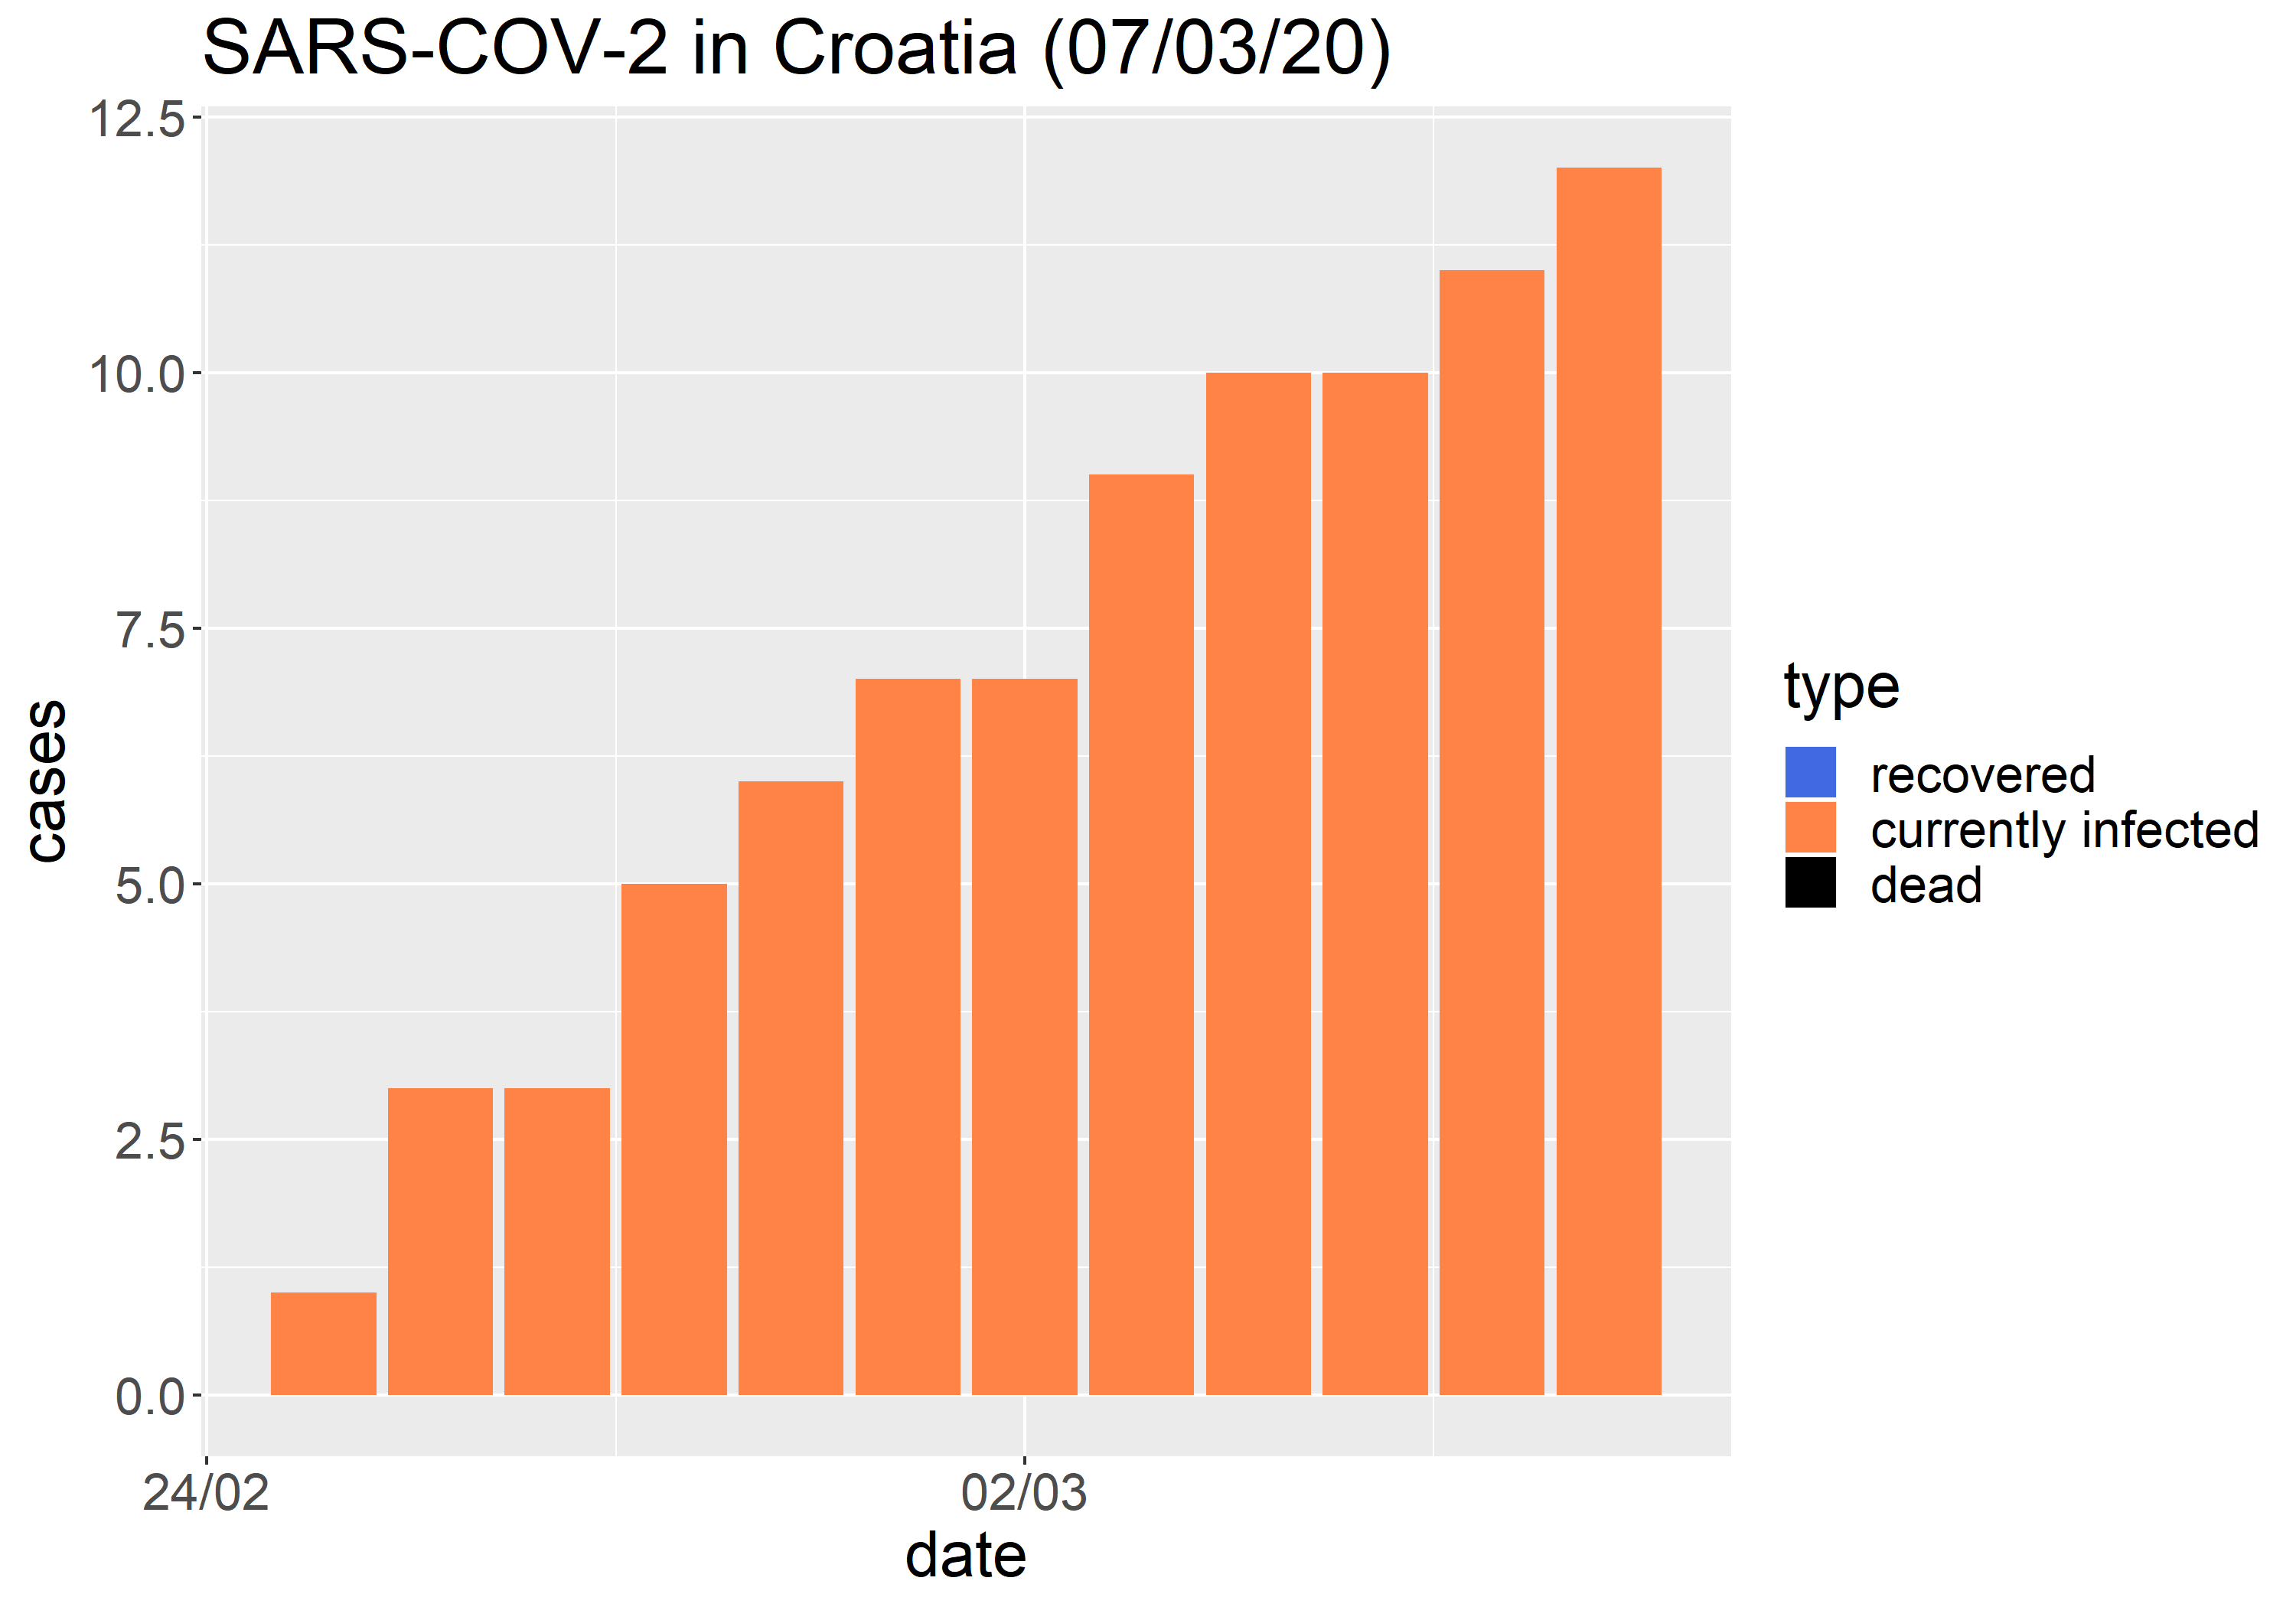 SARS-COV-2 in Croatia (07/03/20)
12.5
10.0
7.5
5.0
2.5
0.0
cases
24/02
02/03
date
type
recovered
currently infected
dead